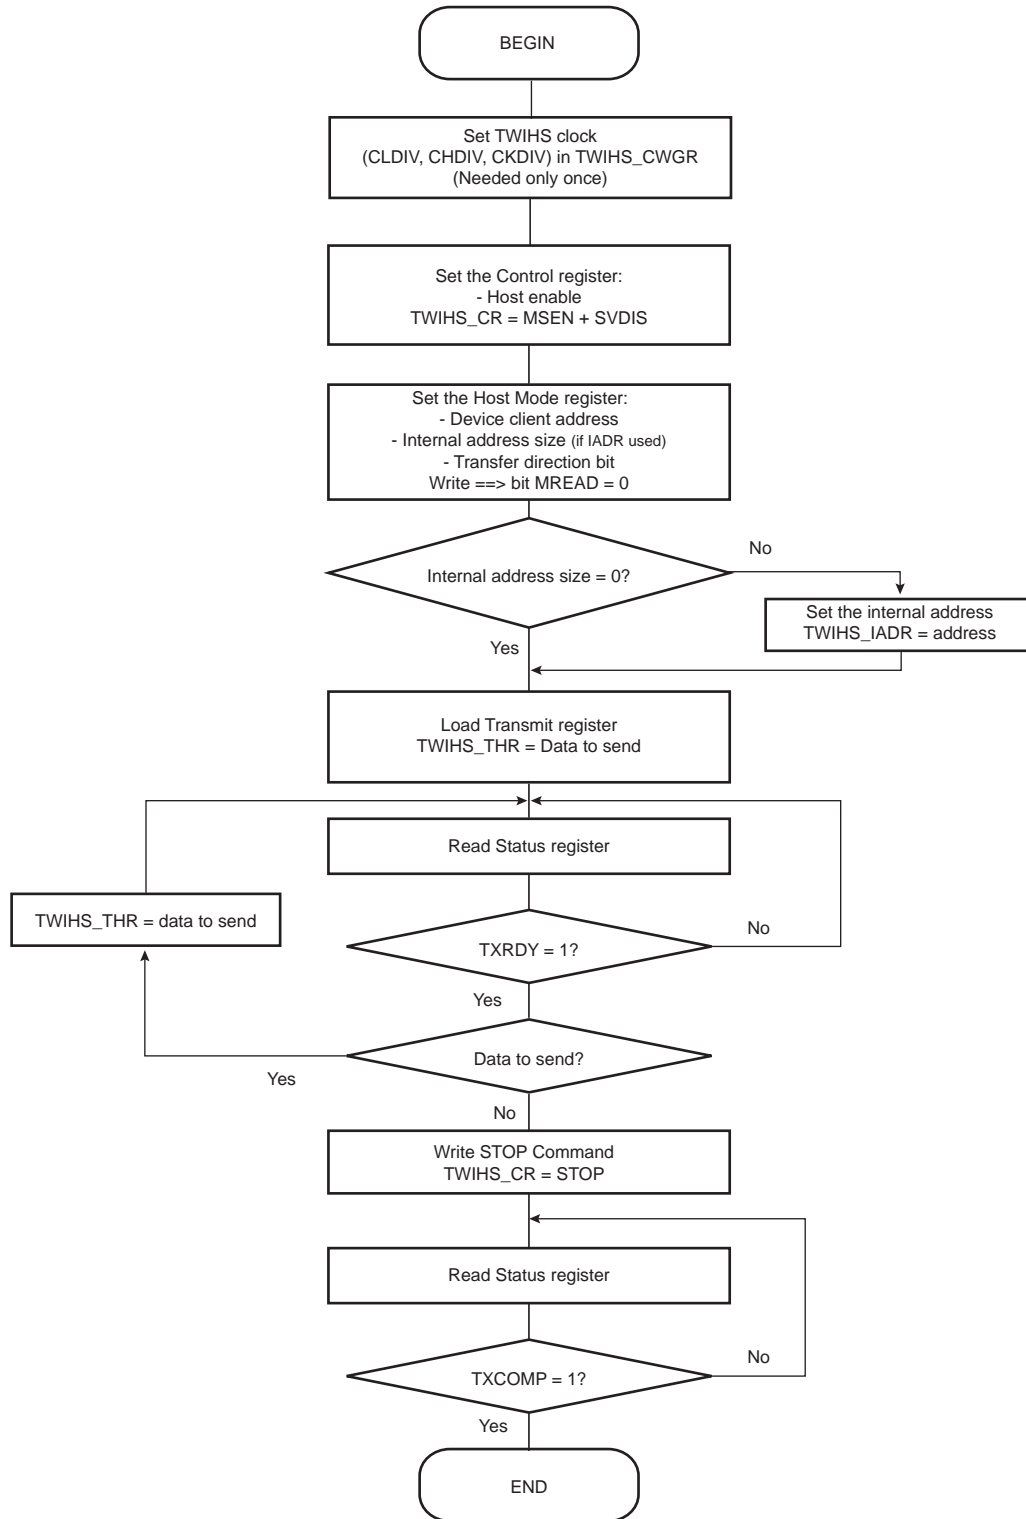 BEGIN
Set TWIHS clock
(CLDIV, CHDIV, CKDIV) in TWIHS_CWGR
(Needed only once)
Set the Control register:
- Host enable
TWIHS_CR = MSEN + SVDIS
Set the Host Mode register:
- Device client address
- Internal address size (if IADR used)
- Transfer direction bit
Write ==> bit MREAD = 0
No
Internal address size = 0?
Set the internal address
TWIHS_IADR = address
Yes
Load Transmit register
TWIHS_THR = Data to send
Read Status register
TWIHS_THR = data to send
No
TXRDY = 1?
Yes
Data to send?
Yes
No
Write STOP Command
TWIHS_CR = STOP
Read Status register
No
TXCOMP = 1?
Yes
END